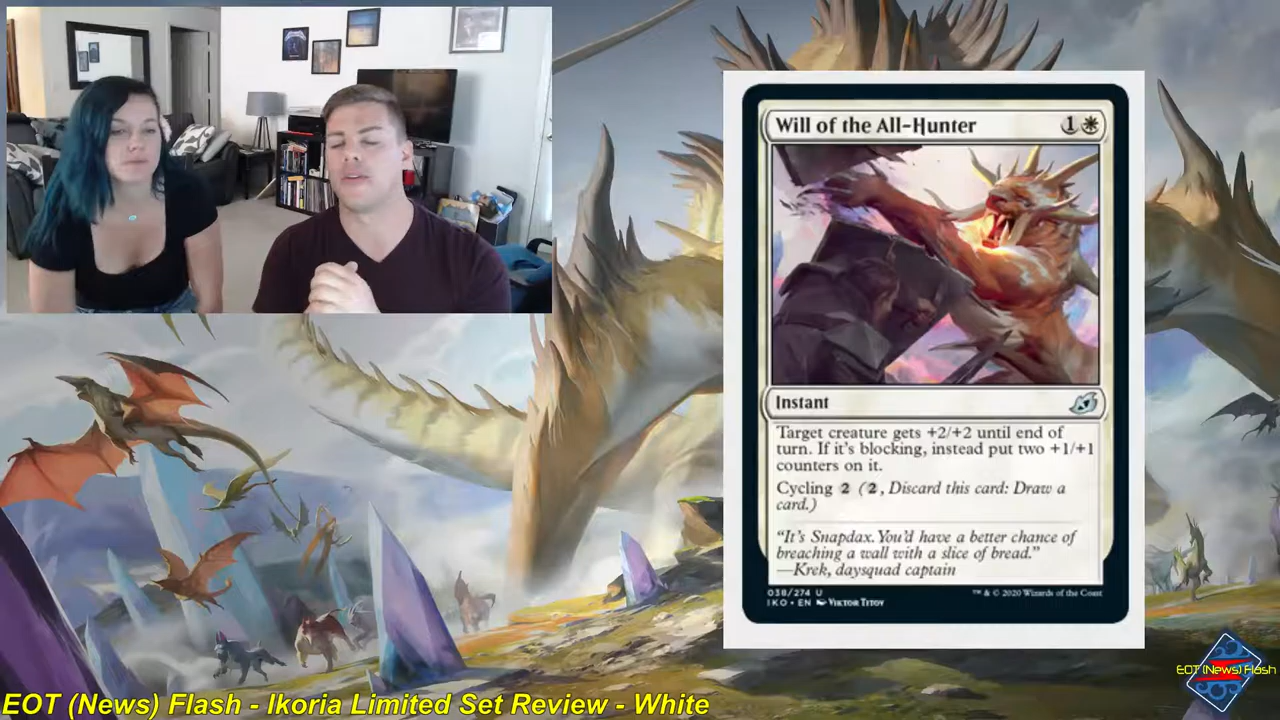 Will of the All-Hunter
1
Instant
Target creature gets +2/+2 until end of
turn. If it's blocking, instead put two +1/+1
counters on it.
Cycling 2 (2, Discard this card: Draw a
card.)
"It's Snapdax. You'd have a better chance of
breaching a wall with a slice of bread."
—Krek, daysquad captain
038/274 U
IKO • EN Viktor Titov
™ & © 2020 Wizards of the Coast
EOT (News) Flash
EOT (News) Flash - Ikoria Limited Set Review - White